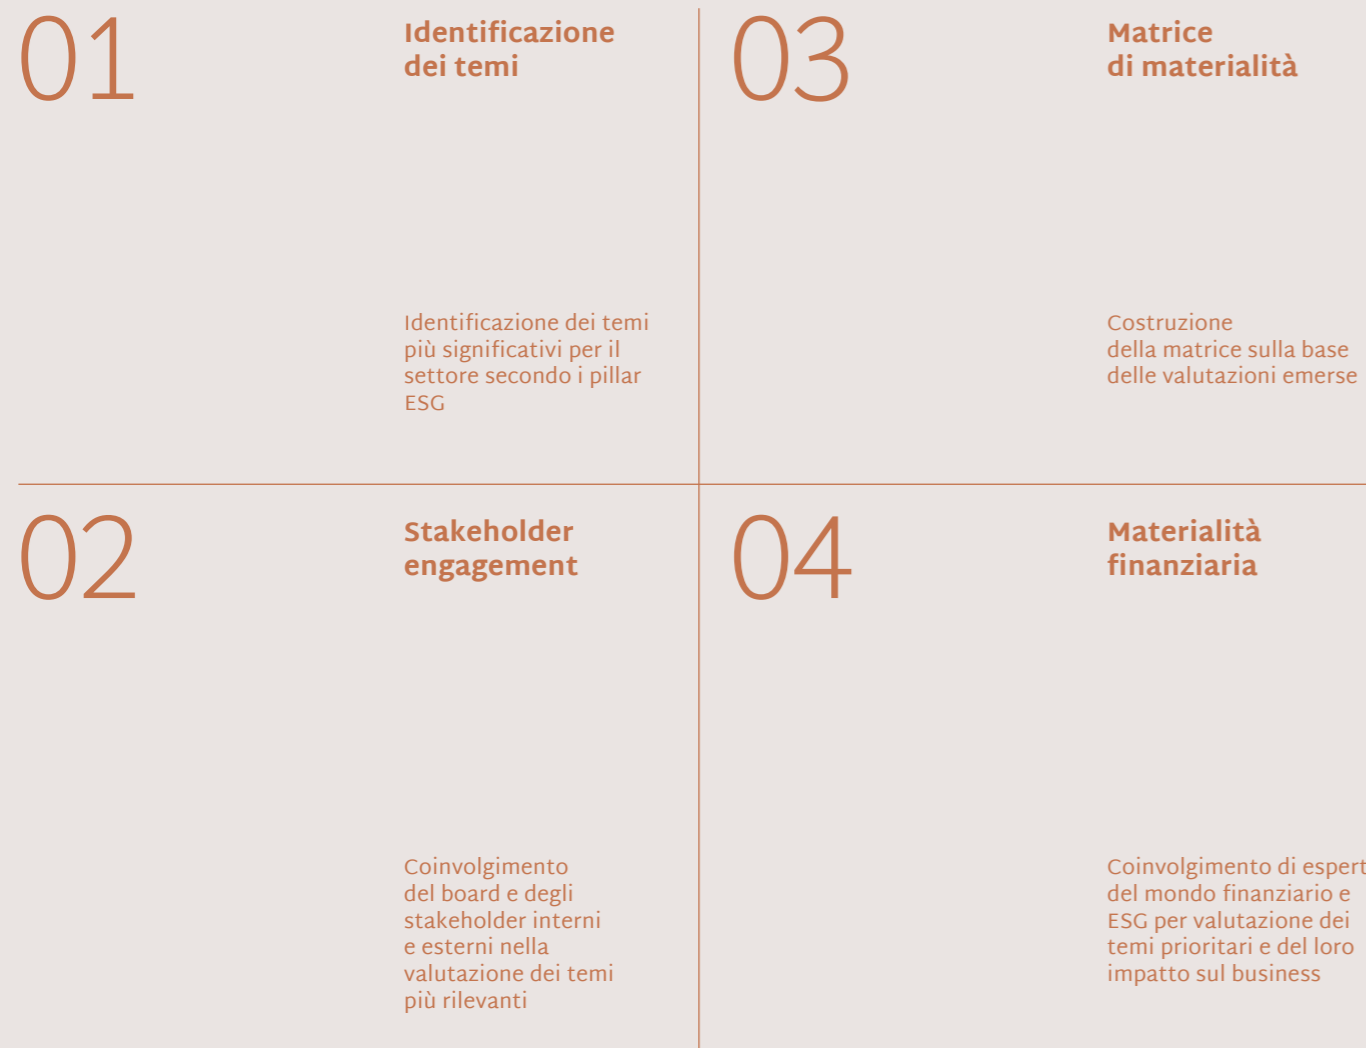 01
Identificazione
dei temi
Identificazione dei temi
più significativi per il
settore secondo i pillar
ESG
02
Stakeholder
engagement
Coinvolgimento
del board e degli
stakeholder interni
e esterni nella
valutazione dei temi
più rilevanti
03
Matrice
di materialità
Costruzione
della matrice sulla base
delle valutazioni emerse
04
Materialità
finanziaria
Coinvolgimento di espert
del mondo finanziario e
ESG per valutazione dei
temi prioritari e del loro
impatto sul business